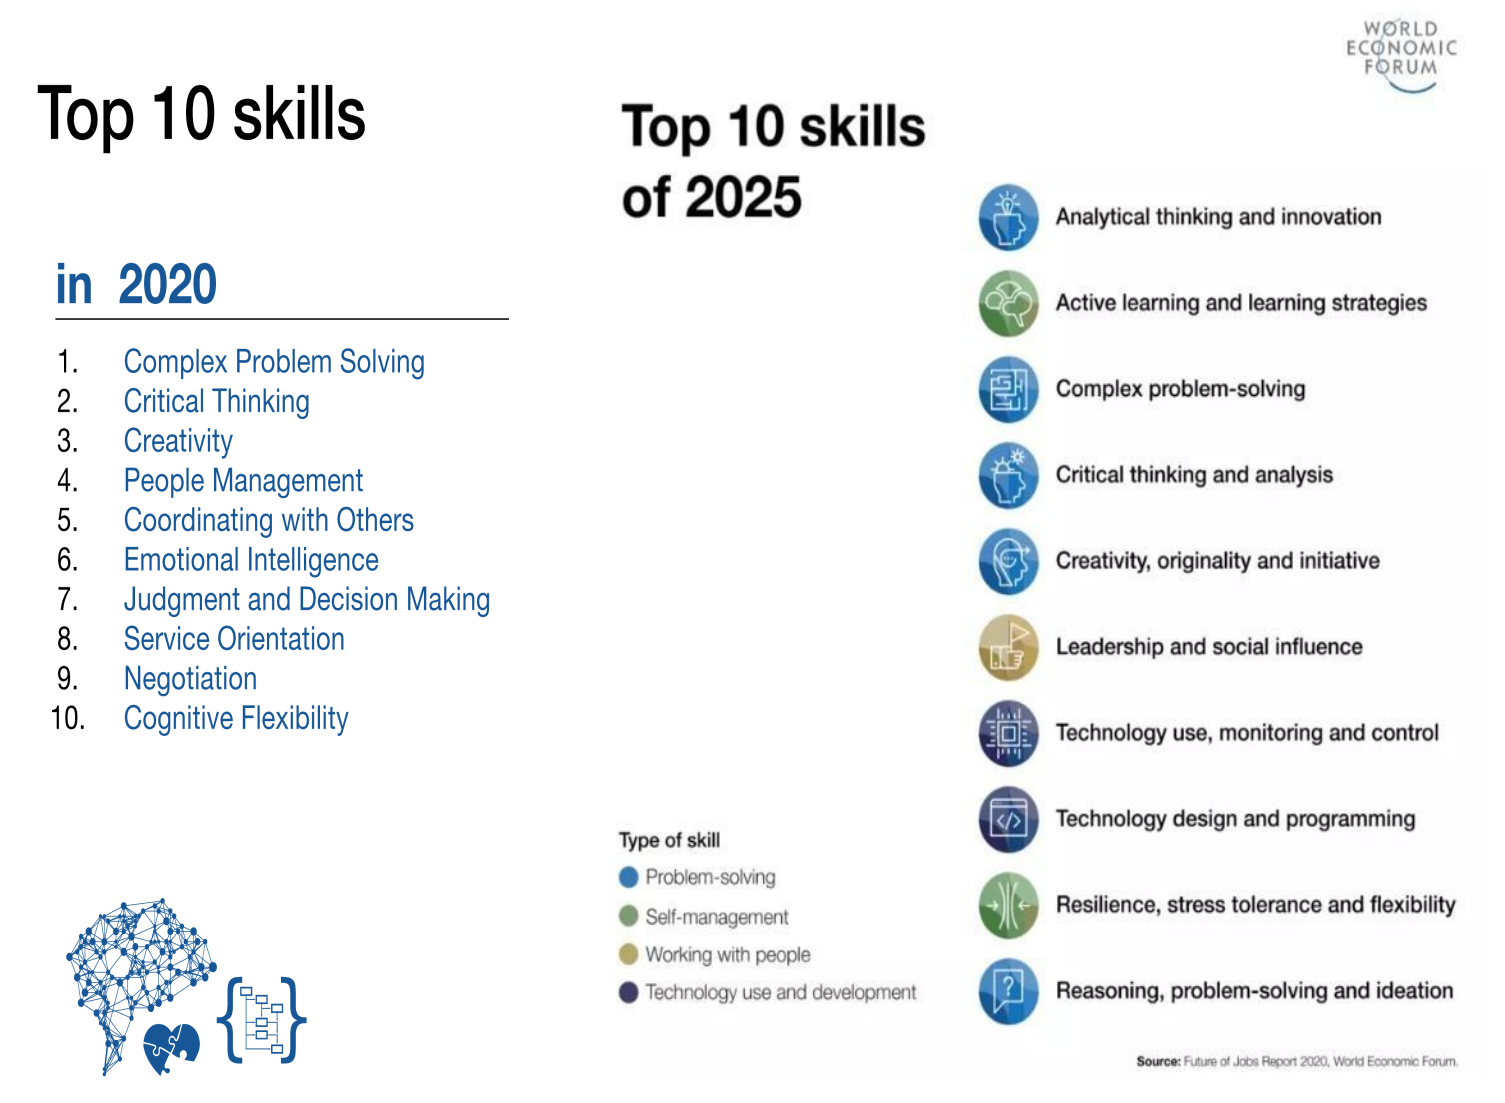 WORLD
ECONOMIC
FORUM
Top 10 skills
in 2020
1. Complex Problem Solving
2. Critical Thinking
3. Creativity
4. People Management
5. Coordinating with Others
6. Emotional Intelligence
7. Judgment and Decision Making
8. Service Orientation
9. Negotiation
10. Cognitive Flexibility
Top 10 skills
of 2025
Analytical thinking and innovation
Active learning and learning strategies
Complex problem-solving
Critical thinking and analysis
Creativity, originality and initiative
Leadership and social influence
Technology use, monitoring and control
Technology design and programming
Resilience, stress tolerance and flexibility
Reasoning, problem-solving and ideation
Type of skill
Problem-solving
Self-management
Working with people
Technology use and development
Source: Future of Jobs Report 2020, World Economic Forum.